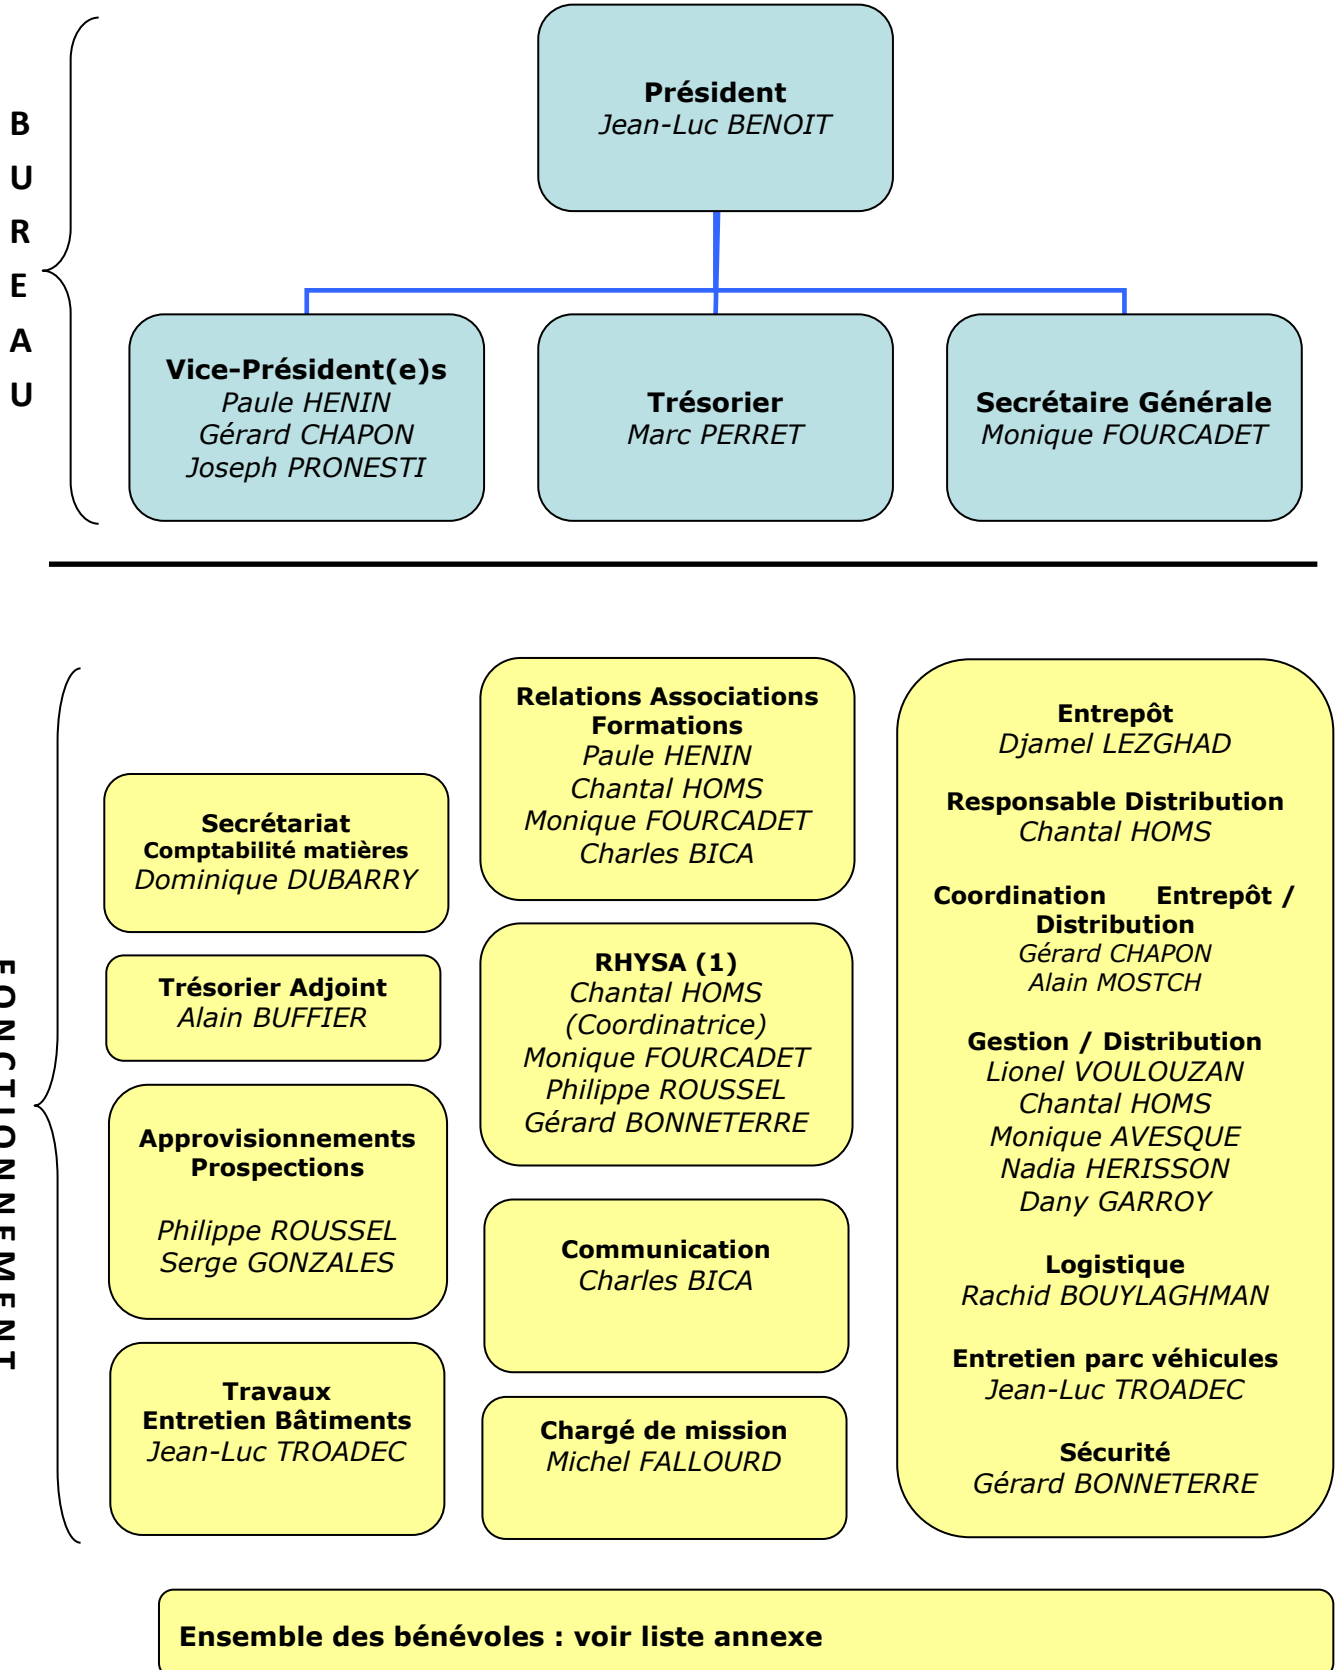 BUREAU
Président
Jean-Luc BENOIT
Vice-Président(e)s
Paule HENIN
Gérard CHAPON
Joseph PRONESTI
Trésorier
Marc PERRET
Secrétaire Générale
Monique FOURCADET
FONCTIONNEMENT
Secrétariat
Comptabilité matières
Dominique DUBARRY
Trésorier Adjoint
Alain BUFFIER
Approvisionnements
Prospections
Philippe ROUSSEL
Serge GONZALES
Travaux
Entretien Bâtiments
Jean-Luc TROADEC
Relations Associations
Formations
Paule HENIN
Chantal HOMS
Monique FOURCADET
Charles BICA
RHYSA (1)
Chantal HOMS
(Coordinatrice)
Monique FOURCADET
Philippe ROUSSEL
Gérard BONNETERRE
Communication
Charles BICA
Chargé de mission
Michel FALLOURD
Entrepôt
Djamel LEZGHAD
Responsable Distribution
Chantal HOMS
Coordination Entrepôt /
Distribution
Gérard CHAPON
Alain MOSTCH
Gestion / Distribution
Lionel VOULOUZAN
Chantal HOMS
Monique AVESQUE
Nadia HERISSON
Dany GARROY
Logistique
Rachid BOUYLAGHMAN
Entretien parc véhicules
Jean-Luc TROADEC
Sécurité
Gérard BONNETERRE
Ensemble des bénévoles : voir liste annexe